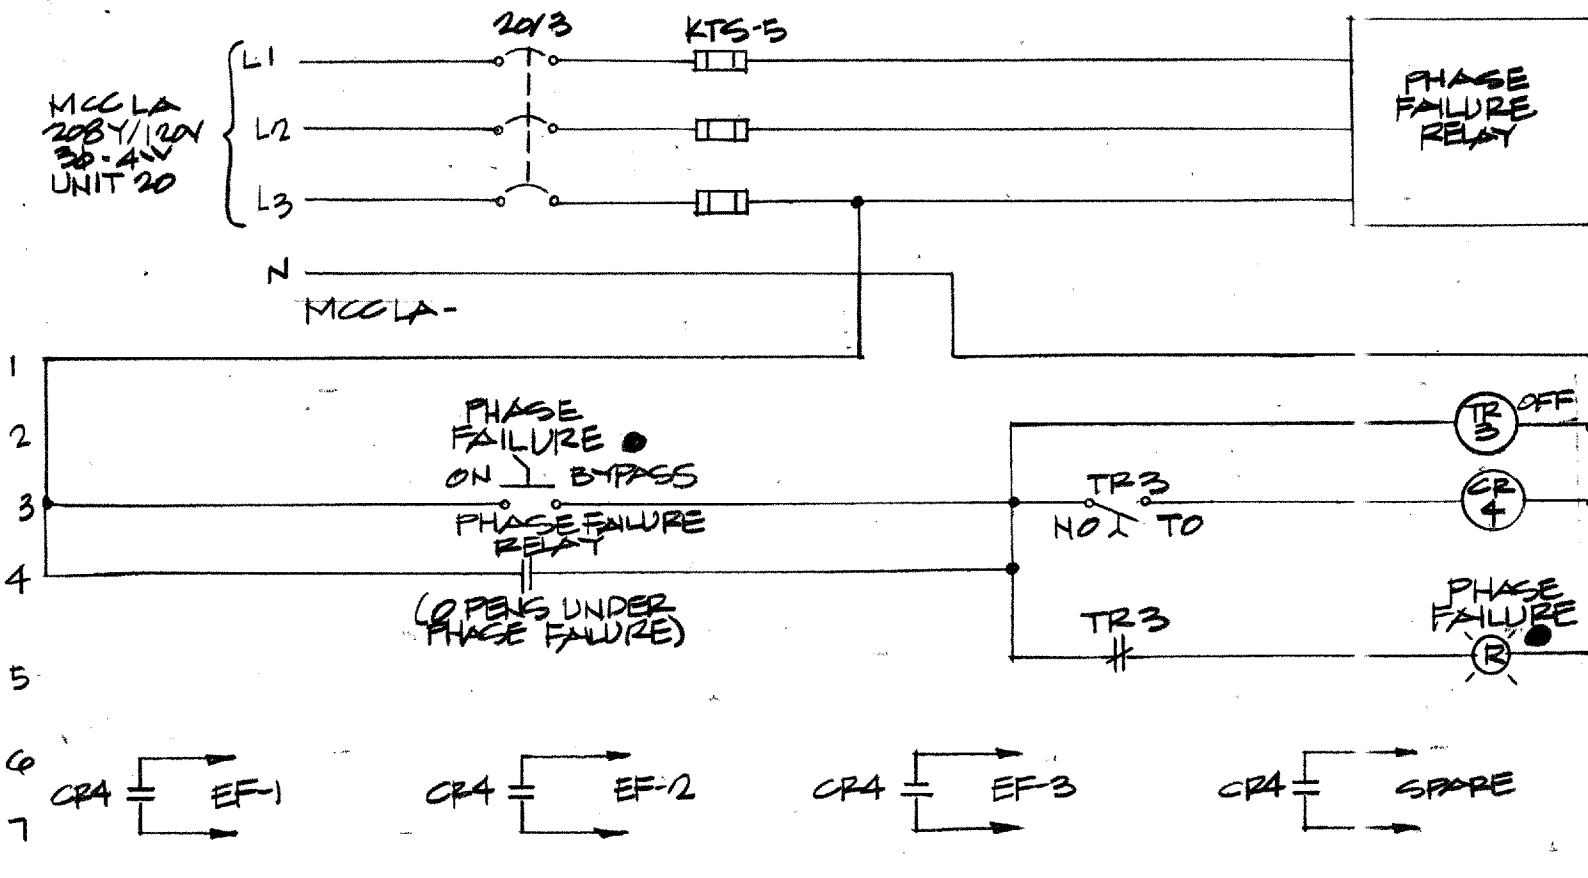 20/3
KTS-5
L1
MCC LA
208Y/120V
3Ø-4W
UNIT 20
L2
L3
N
MCC LA-
PHASE
FAILURE
RELAY
1
2
3
4
5
6
7
PHASE
FAILURE
ON BYPASS
PHASE FAILURE
RELAY
(OPENS UNDER
PHASE FAILURE)
TR
3
OFF
TR3
NO TO
CR
4
TR3
PHASE
FAILURE
R
CR4 EF-1
CR4 EF-2
CR4 EF-3
CR4 SPARE